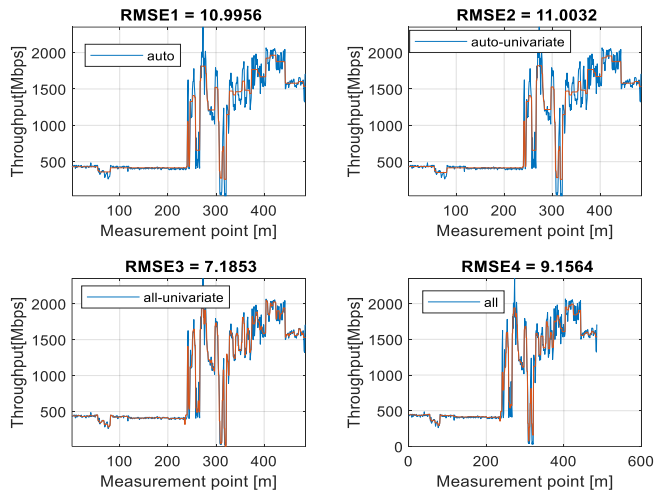 RMSE1 = 10.9956
RMSE2 = 11.0032
Throughput[Mbps]
2000
1500
1000
500
auto
100 200 300 400
Measurement point [m]
Throughput[Mbps]
2000
1500
1000
500
auto-univariate
100 200 300 400
Measurement point [m]
RMSE3 = 7.1853
RMSE4 = 9.1564
Throughput[Mbps]
2000
1500
1000
500
all-univariate
100 200 300 400
Measurement point [m]
Throughput[Mbps]
2000
1500
1000
500
0
all
0 200 400 600
Measurement point [m]